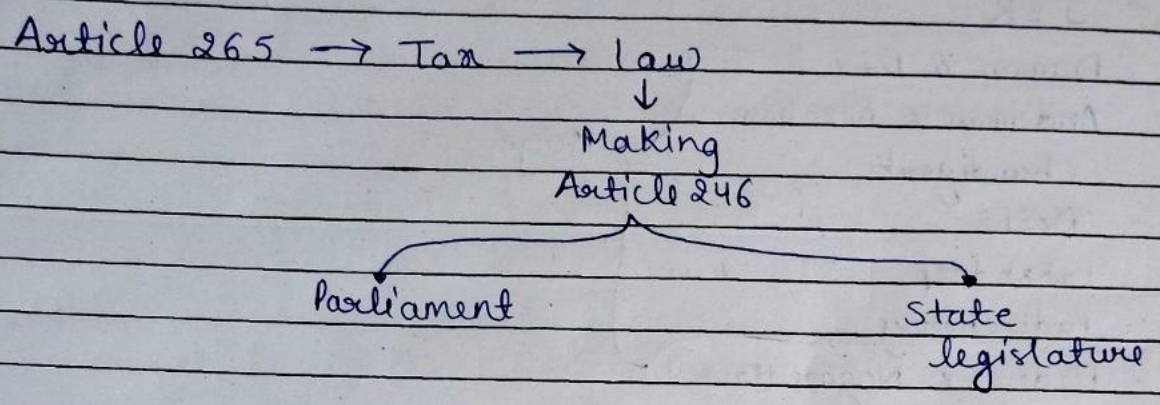 Article 265 → Tax → law
↓
Making
Article 246
Parliament State
legislature